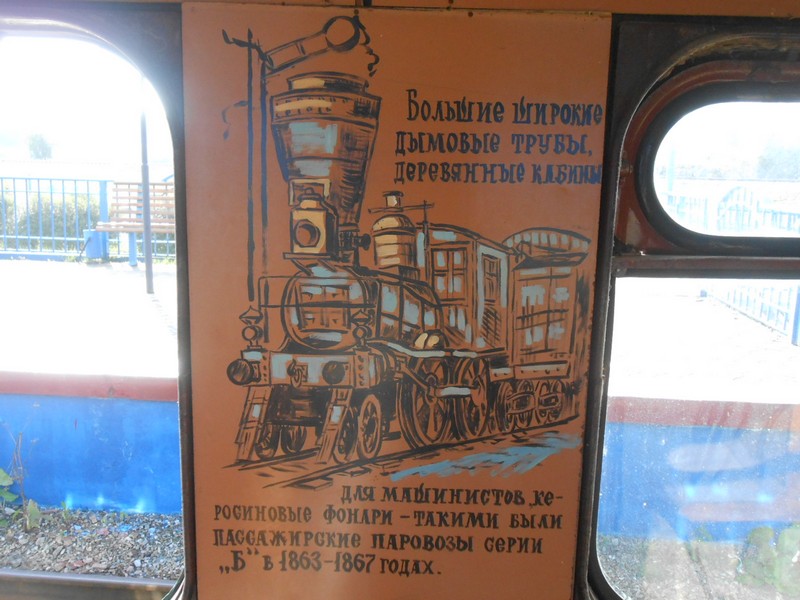 Большие широкие
дымовые трубы,
деревянные кабины
для машинистов, ке-
росиновые фонари – такими были
пассажирские паровозы серии
„Б“ в 1863–1867 годах.